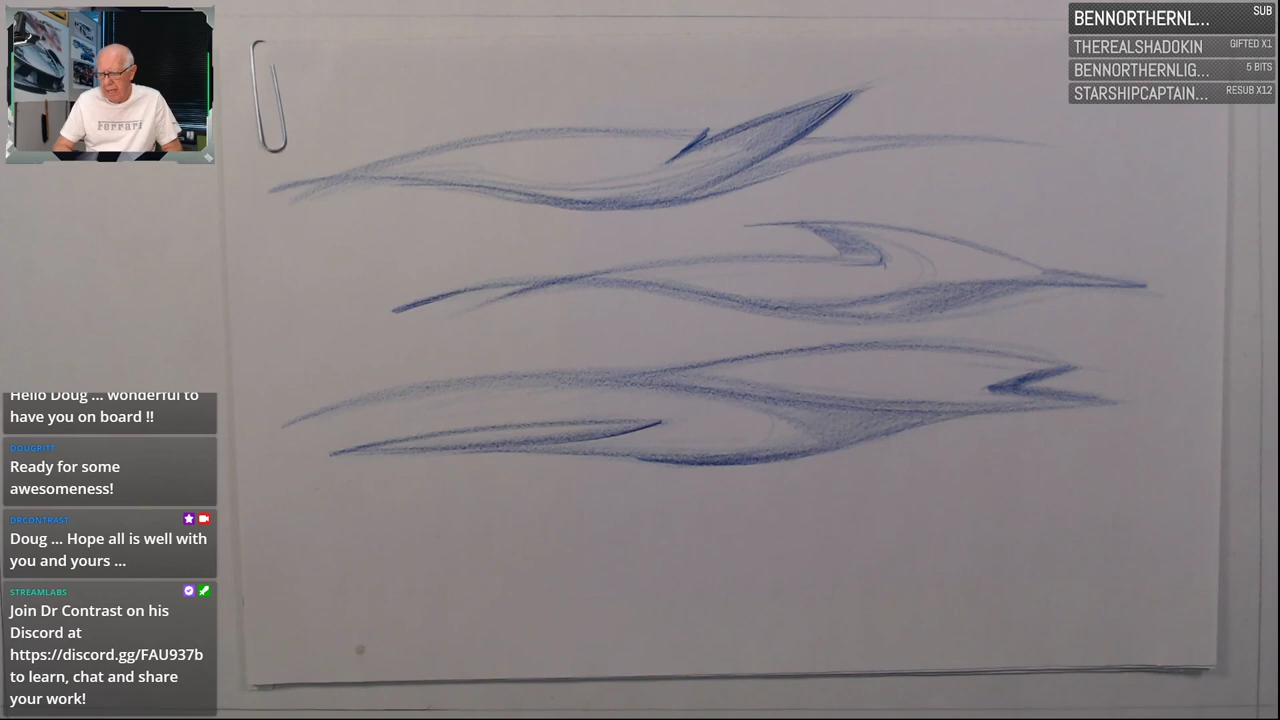 BENNORTHERNL... SUB
THEREALSHADOKIN GIFTED X1
BENNORTHERNLIG... 5 BITS
STARSHIPCAPTAIN... RESUB X12
Ferrari
Hello Doug ... wonderful to
have you on board !!
DOUGRITT
Ready for some
awesomeness!
DRCONTRAST
Doug ... Hope all is well with
you and yours ...
STREAMLABS
Join Dr Contrast on his
Discord at
https://discord.gg/FAU937b
to learn, chat and share
your work!